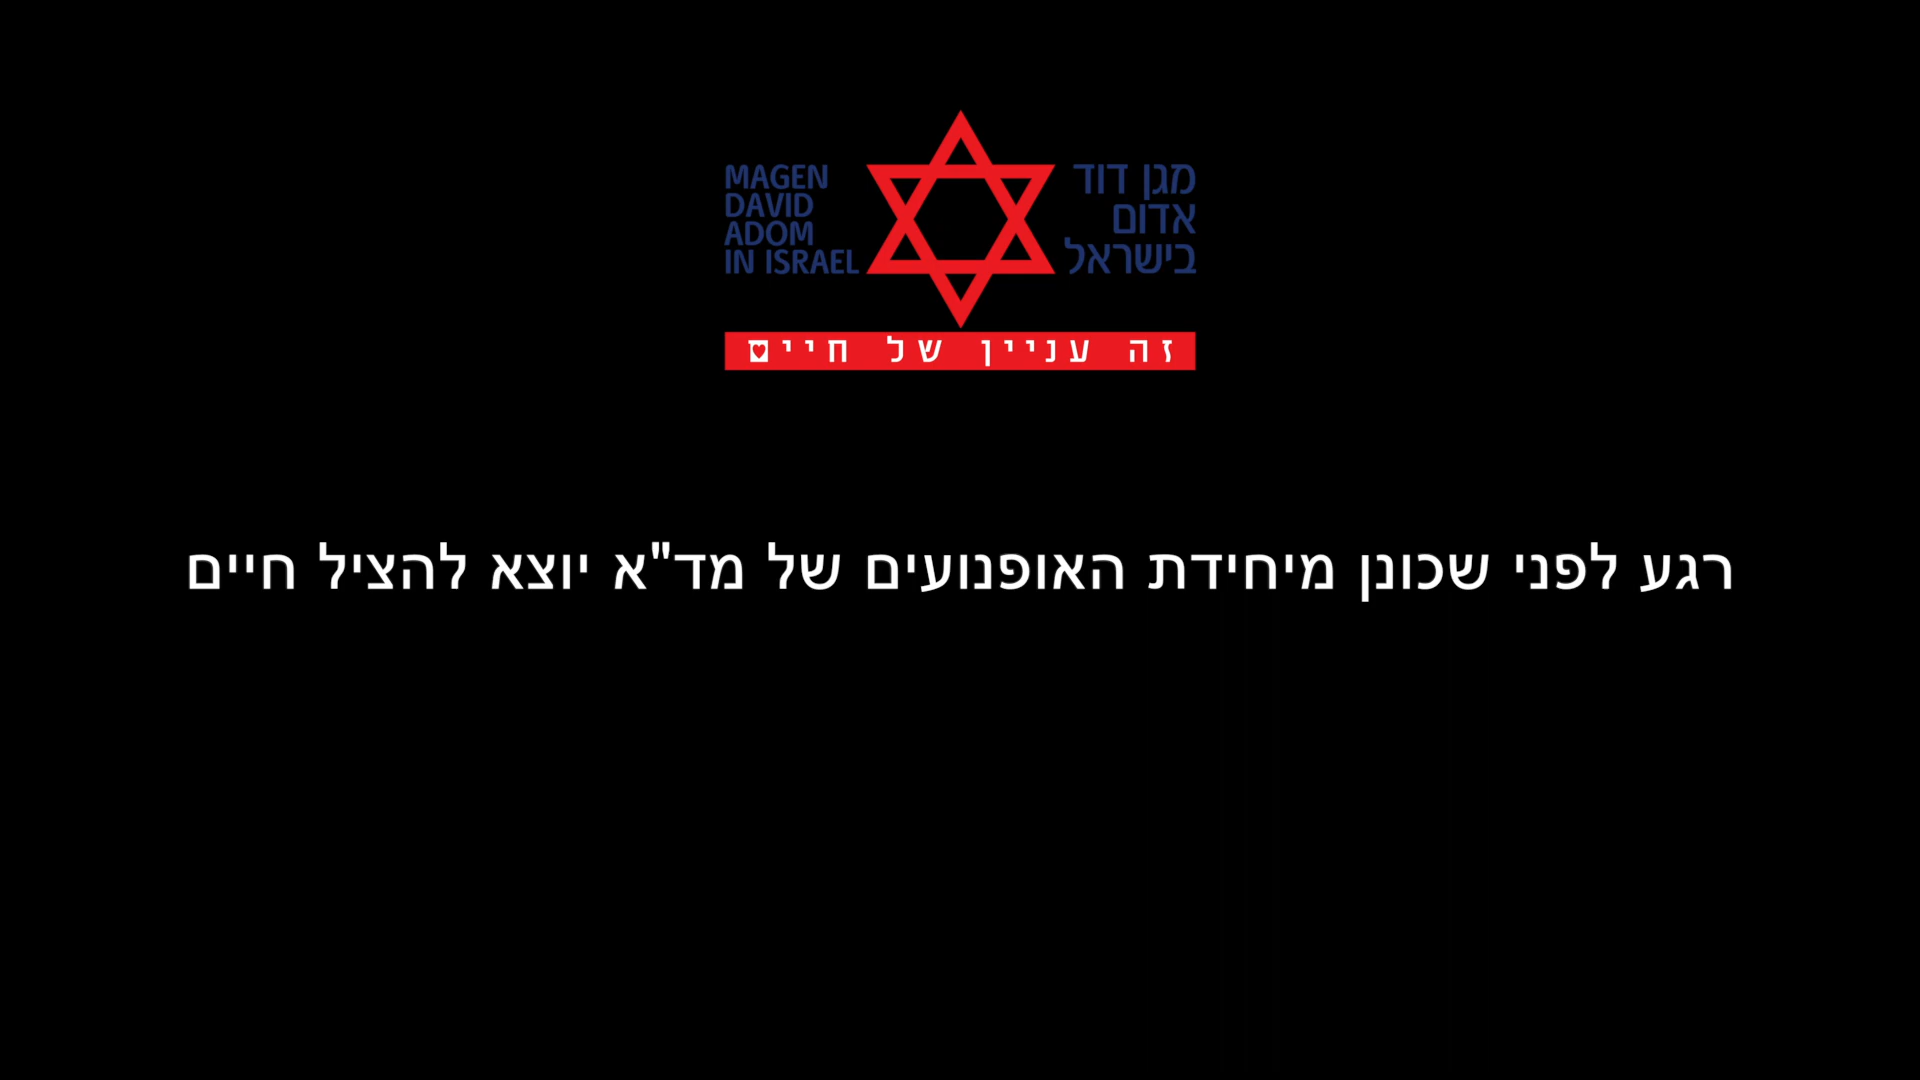 MAGEN
DAVID
ADOM
IN ISRAEL
מגן דוד
אדום
בישראל
זה עניין של חיים
רגע לפני שכונן מיחידת האופנועים של מד"א יוצא להציל חיים